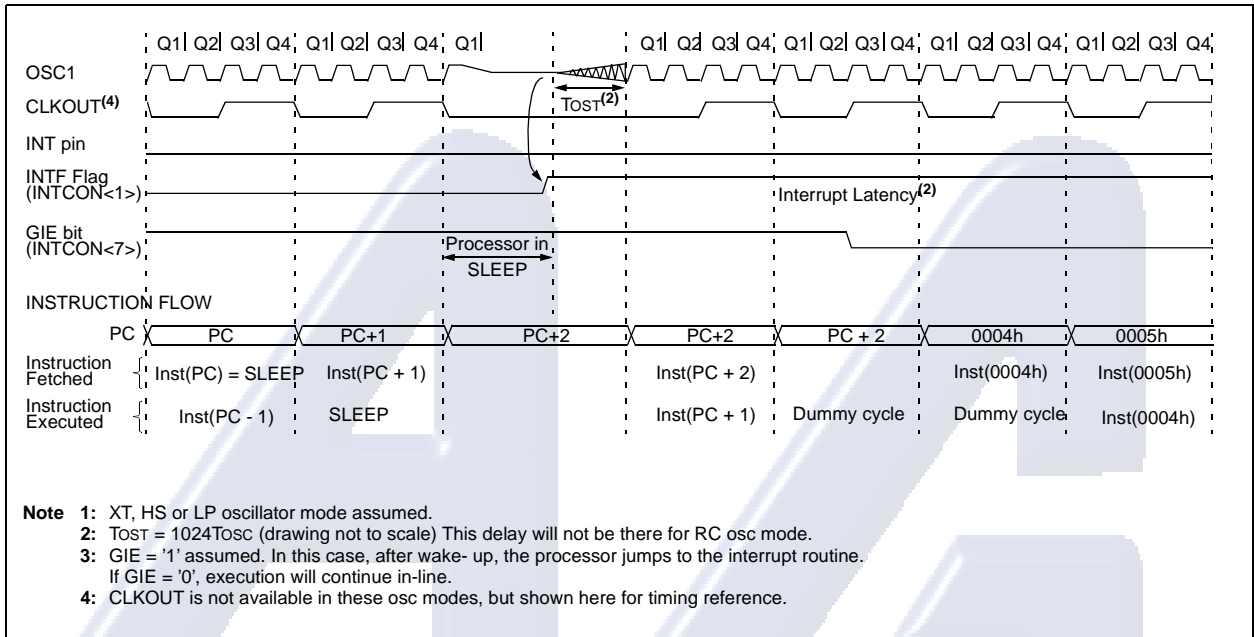 Q1 Q2 Q3 Q4 Q1 Q2 Q3 Q4 Q1 Q1 Q2 Q3 Q4 Q1 Q2 Q3 Q4 Q1 Q2 Q3 Q4 Q1 Q2 Q3 Q4
OSC1
TOST(2)
CLKOUT(4)
INT pin
INTF Flag
(INTCON<1>)
Interrupt Latency(2)
GIE bit
(INTCON<7>)
Processor in
SLEEP
INSTRUCTION FLOW
PC PC PC+1 PC+2 PC+2 PC + 2 0004h 0005h
Instruction
Fetched
Inst(PC) = SLEEP Inst(PC + 1) Inst(PC + 2) Inst(0004h) Inst(0005h)
Instruction
Executed
Inst(PC - 1) SLEEP Inst(PC + 1) Dummy cycle Dummy cycle Inst(0004h)
Note 1: XT, HS or LP oscillator mode assumed.
2: TOST = 1024TOSC (drawing not to scale) This delay will not be there for RC osc mode.
3: GIE = '1' assumed. In this case, after wake- up, the processor jumps to the interrupt routine.
If GIE = '0', execution will continue in-line.
4: CLKOUT is not available in these osc modes, but shown here for timing reference.